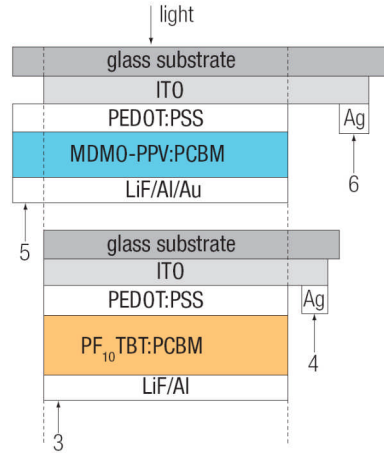 light
glass substrate
ITO
PEDOT:PSS
Ag
MDMO-PPV:PCBM
LiF/Al/Au
6
5
glass substrate
ITO
PEDOT:PSS
Ag
PF₁₀TBT:PCBM
LiF/Al
4
3